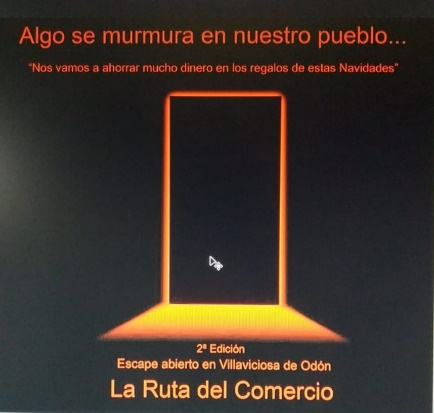 Algo se murmura en nuestro pueblo...
"Nos vamos a ahorrar mucho dinero en los regalos de estas Navidades"
2ª Edición
Escape abierto en Villaviciosa de Odón
La Ruta del Comercio